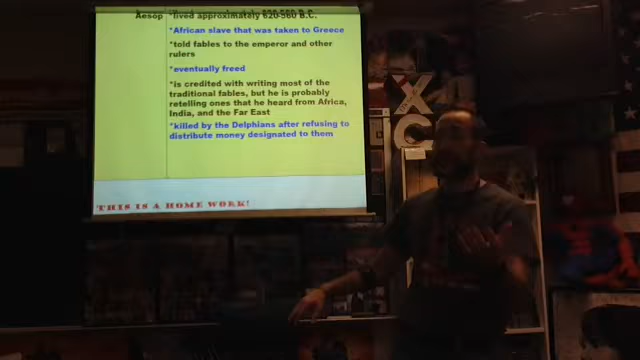 Aesop *lived approximately 620-560 B.C.
*African slave that was taken to Greece
*told fables to the emperor and other
rulers
*eventually freed
*is credited with writing most of the
traditional fables, but he is probably
retelling ones that he heard from Africa,
India, and the Far East
*killed by the Delphians after refusing to
distribute money designated to them
THIS IS A HOME WORK!
X
C